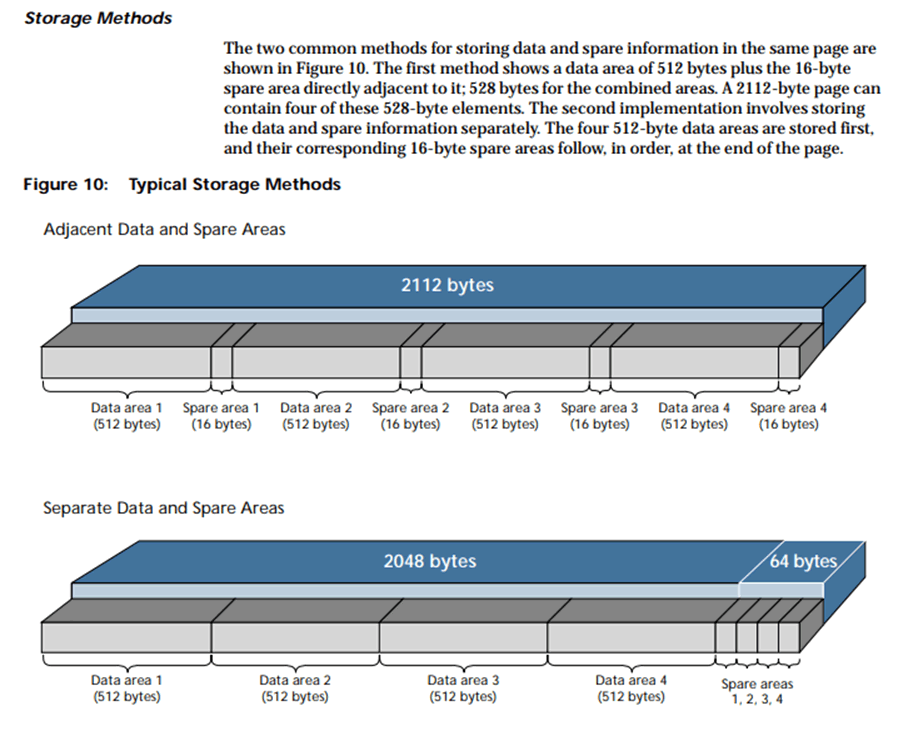 Storage Methods
The two common methods for storing data and spare information in the same page are
shown in Figure 10. The first method shows a data area of 512 bytes plus the 16-byte
spare area directly adjacent to it; 528 bytes for the combined areas. A 2112-byte page can
contain four of these 528-byte elements. The second implementation involves storing
the data and spare information separately. The four 512-byte data areas are stored first,
and their corresponding 16-byte spare areas follow, in order, at the end of the page.
Figure 10: Typical Storage Methods
Adjacent Data and Spare Areas
2112 bytes
Data area 1 Spare area 1 Data area 2 Spare area 2 Data area 3 Spare area 3 Data area 4 Spare area 4
(512 bytes) (16 bytes) (512 bytes) (16 bytes) (512 bytes) (16 bytes) (512 bytes) (16 bytes)
Separate Data and Spare Areas
2048 bytes 64 bytes
Data area 1 Data area 2 Data area 3 Data area 4 Spare areas
(512 bytes) (512 bytes) (512 bytes) (512 bytes) 1, 2, 3, 4